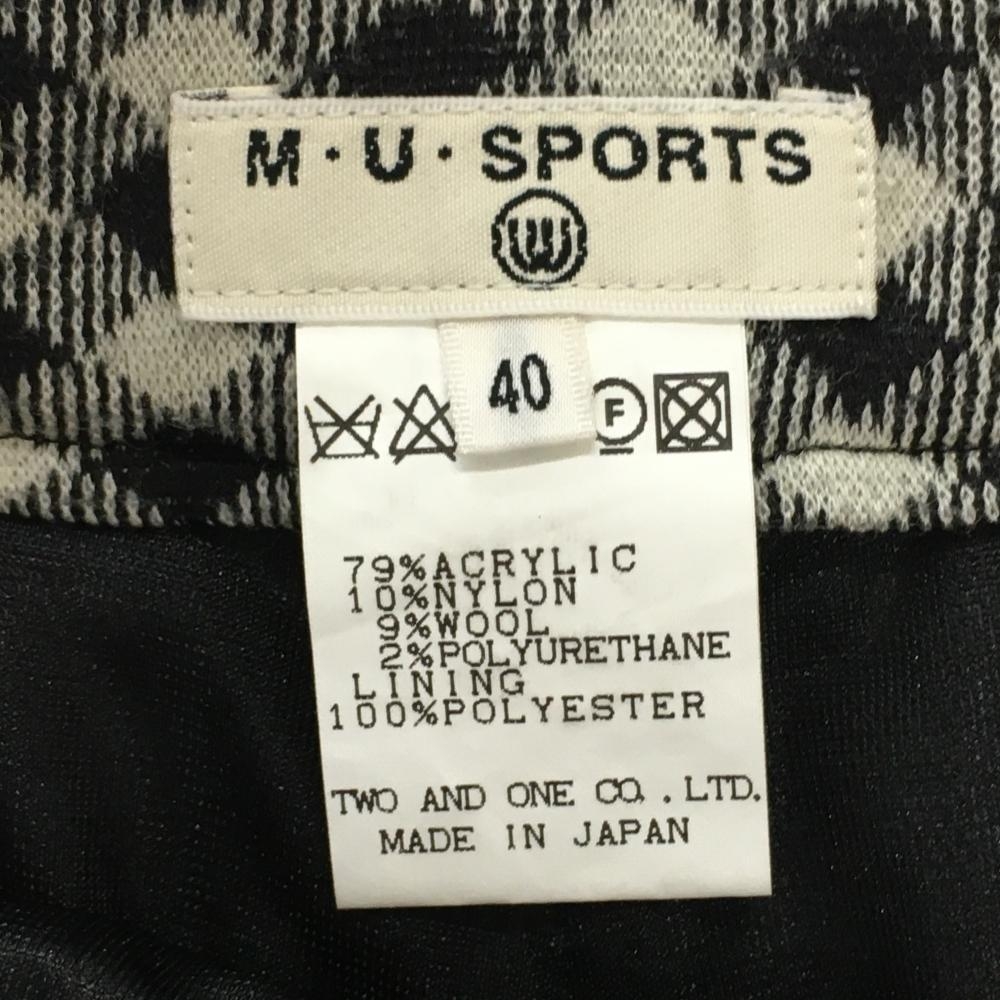 M·U·SPORTS
40
F
79%ACRYLIC
10%NYLON
9%WOOL
2%POLYURETHANE
LINING
100%POLYESTER
TWO AND ONE CO.,LTD.
MADE IN JAPAN